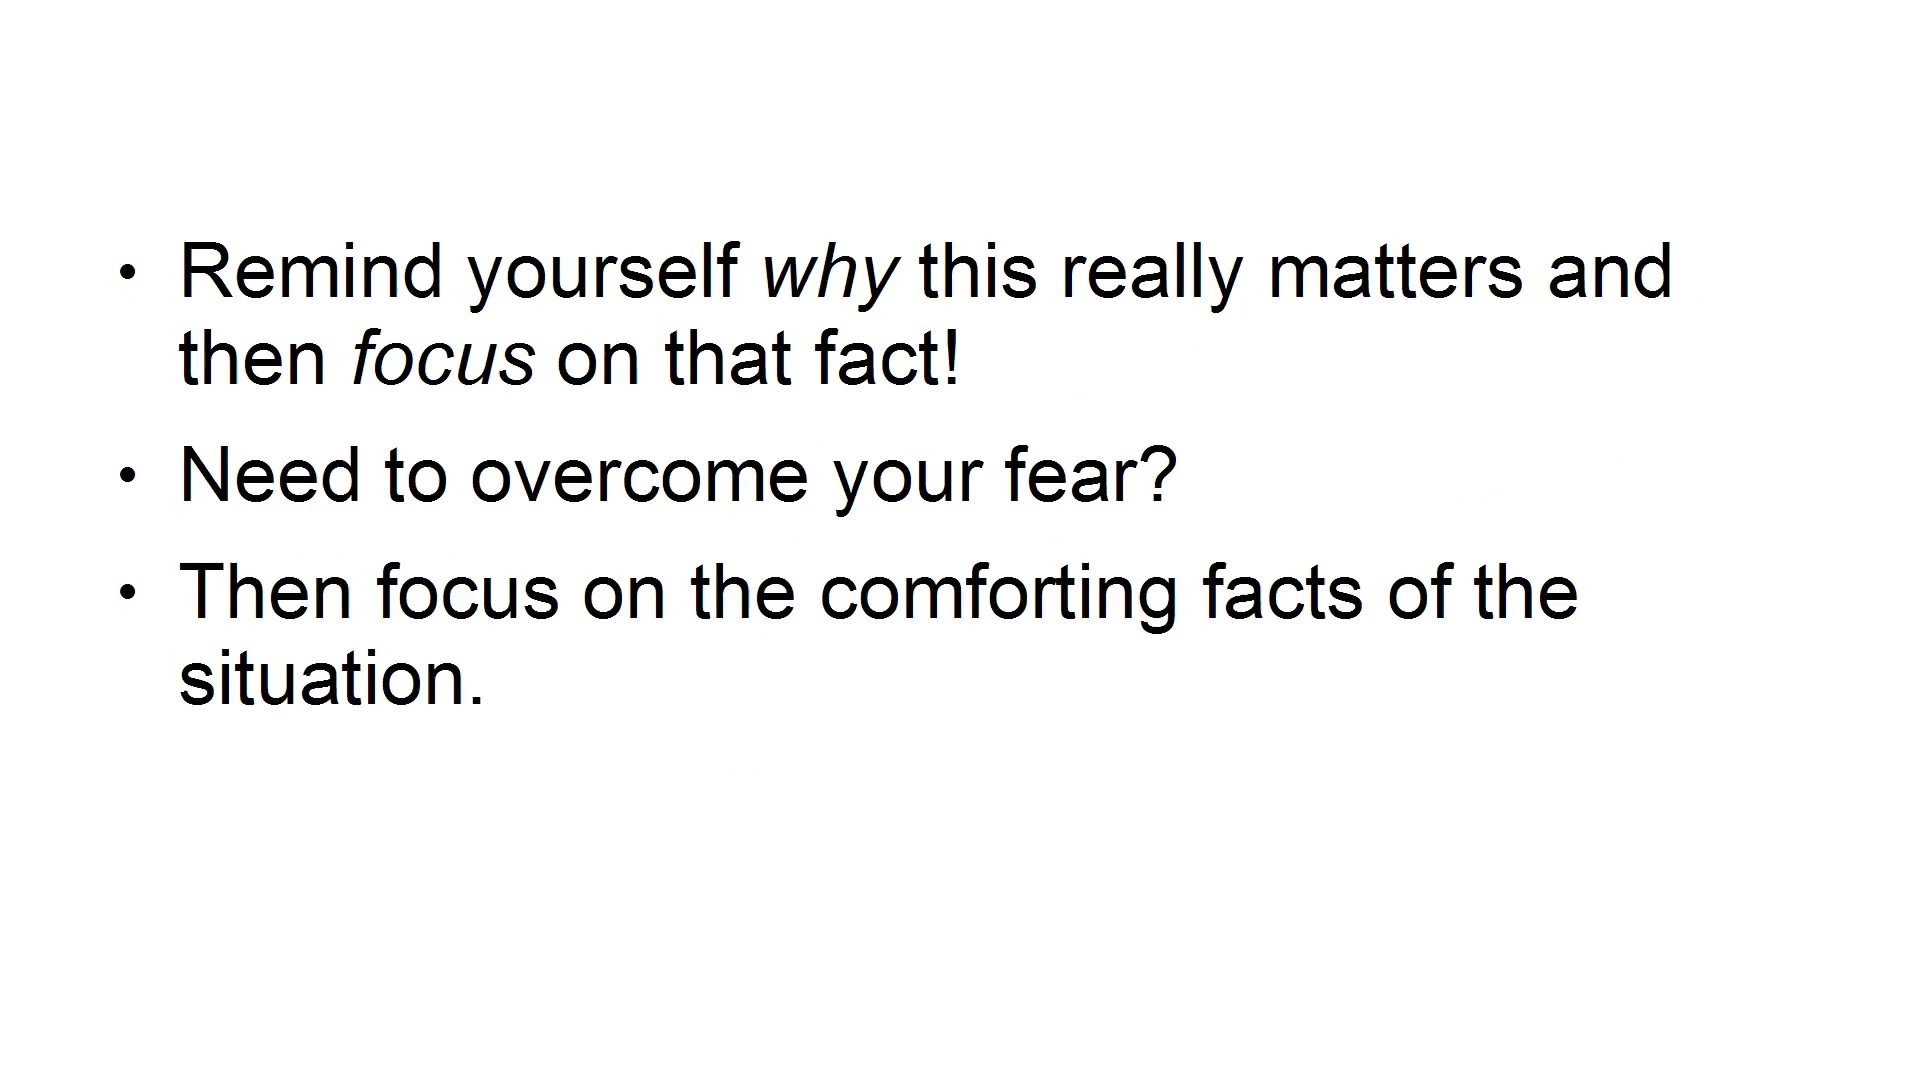 • Remind yourself why this really matters and
then focus on that fact!
• Need to overcome your fear?
• Then focus on the comforting facts of the
situation.